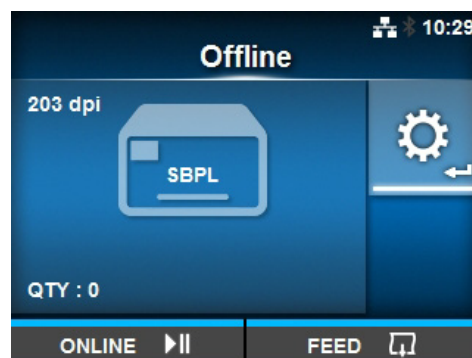 10:29
Offline
203 dpi
SBPL
QTY : 0
ONLINE FEED